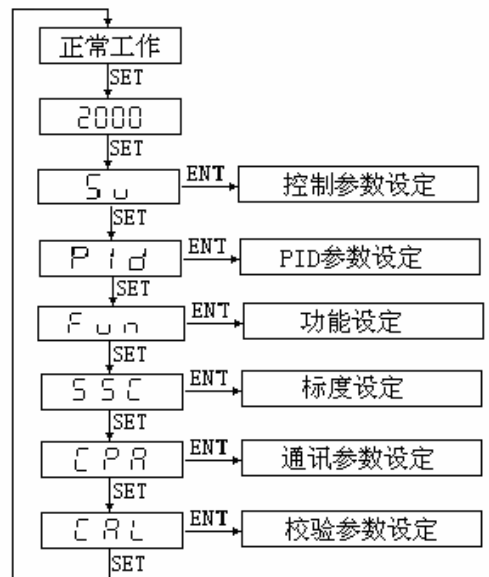 正常工作
SET
2000
SET
Su ENT 控制参数设定
SET
PId ENT PID参数设定
SET
Fun ENT 功能设定
SET
SSC ENT 标度设定
SET
CPA ENT 通讯参数设定
SET
CAL ENT 校验参数设定
SET